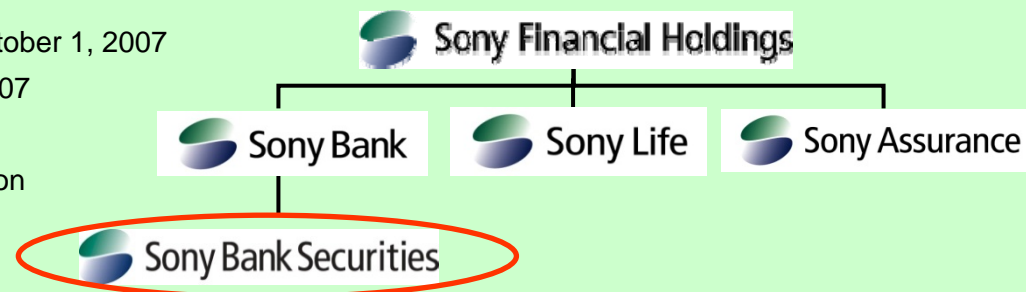 tober 1, 2007
Sony Financial Holdings
07
Sony Bank
Sony Life
Sony Assurance
on
Sony Bank Securities